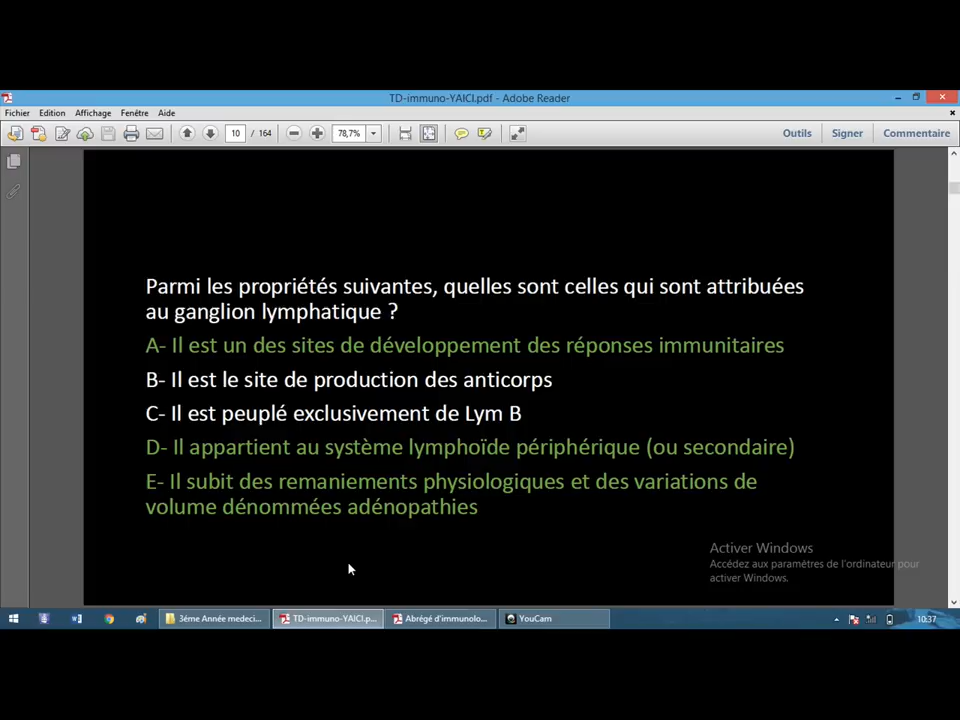 TD-immuno-YAICI.pdf - Adobe Reader
Fichier Edition Affichage Fenêtre Aide
10 / 164 78,7% Outils Signer Commentaire
Parmi les propriétés suivantes, quelles sont celles qui sont attribuées
au ganglion lymphatique ?
A- Il est un des sites de développement des réponses immunitaires
B- Il est le site de production des anticorps
C- Il est peuplé exclusivement de Lym B
D- Il appartient au système lymphoïde périphérique (ou secondaire)
E- Il subit des remaniements physiologiques et des variations de
volume dénommées adénopathies
Activer Windows
Accédez aux paramètres de l'ordinateur pour
activer Windows.
3éme Année medeci... TD-immuno-YAICI.p... Abrégé d'immunolo... YouCam 10:37